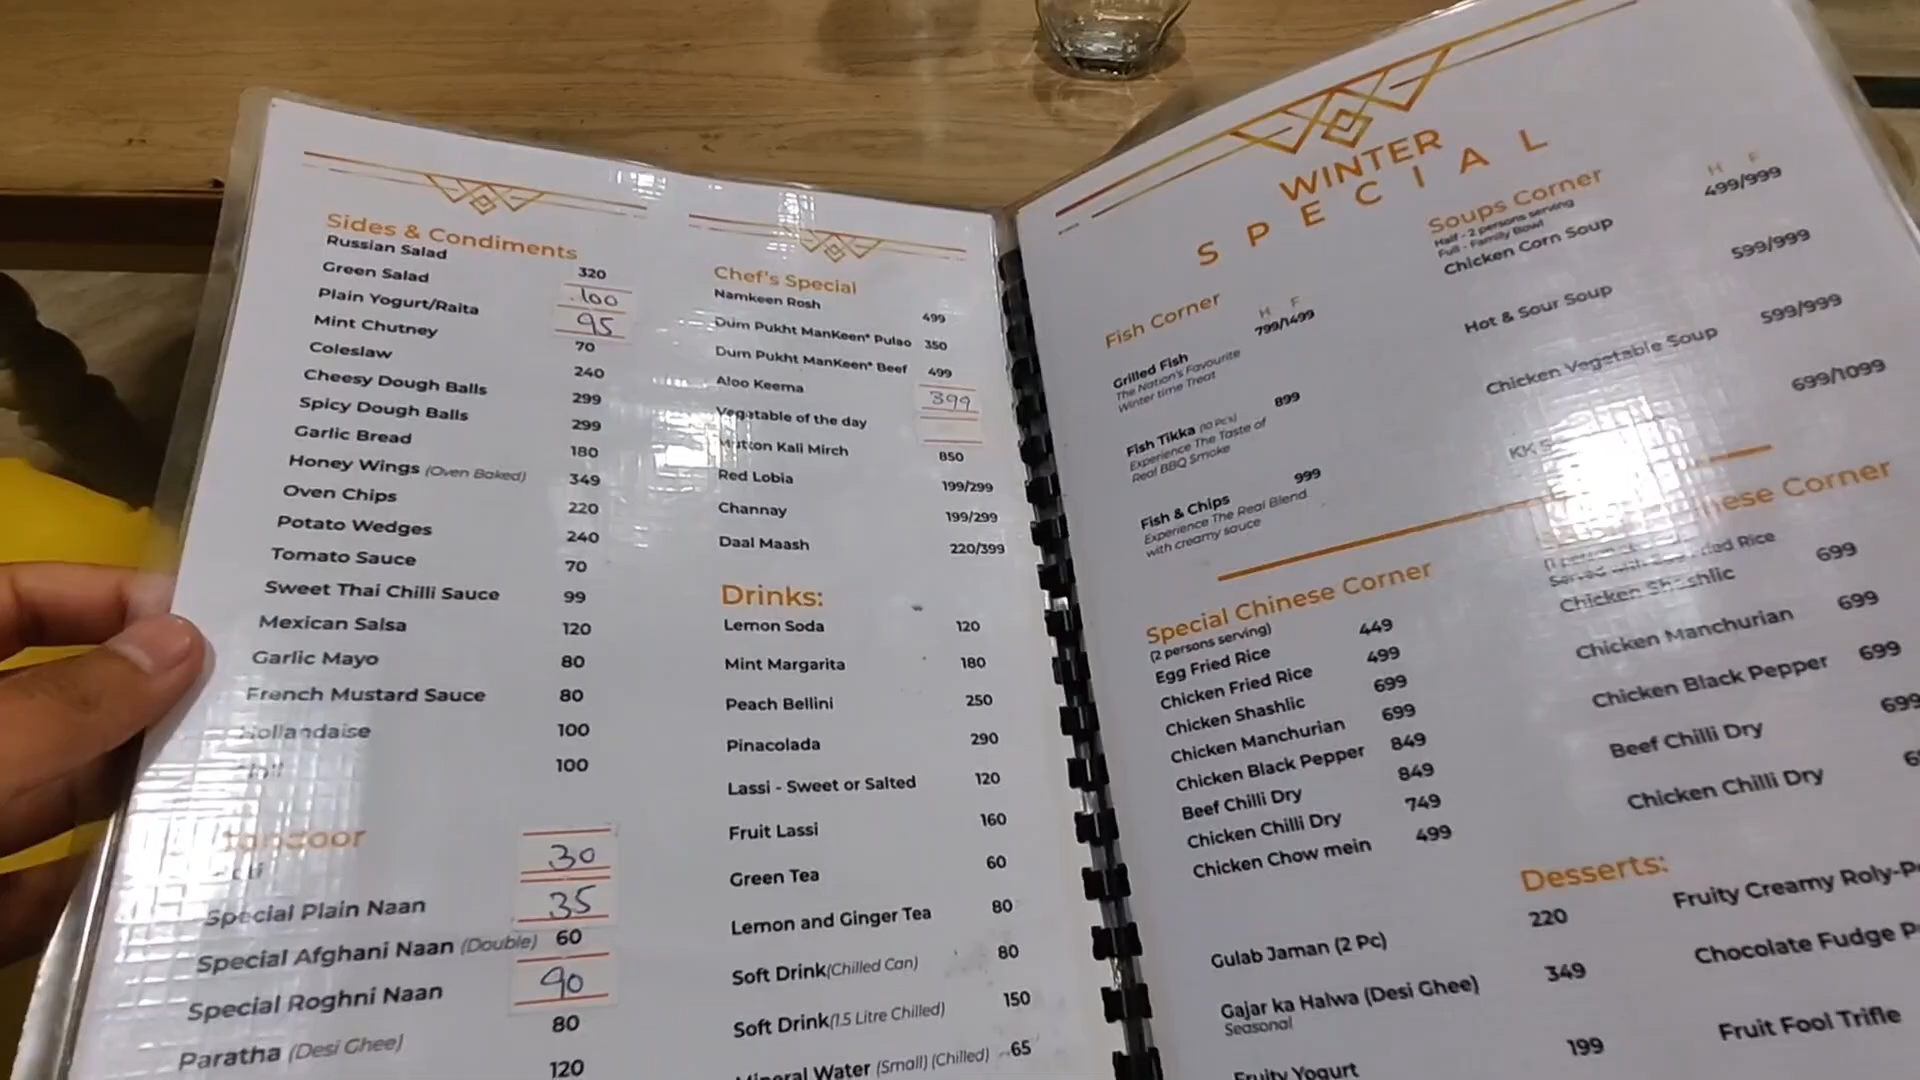 Sides & Condiments
Russian Salad 320
Green Salad 100
Plain Yogurt/Raita 95
Mint Chutney 70
Coleslaw 240
Cheesy Dough Balls 299
Spicy Dough Balls 299
Garlic Bread 180
Honey Wings (Oven Baked) 349
Oven Chips 220
Potato Wedges 240
Tomato Sauce 70
Sweet Thai Chilli Sauce 99
Mexican Salsa 120
Garlic Mayo 80
French Mustard Sauce 80
Hollandaise 100
100
30
Special Plain Naan 35
Special Afghani Naan (Double) 60
Special Roghni Naan 90
Paratha (Desi Ghee) 80
120
Chef's Special
Namkeen Rosh 499
Dum Pukht ManKeen* Pulao 350
Dum Pukht ManKeen* Beef 499
Aloo Keema 399
Vegatable of the day
Mutton Kali Mirch 850
Red Lobia 199/299
Channay 199/299
Daal Maash 220/399
Drinks:
Lemon Soda 120
Mint Margarita 180
Peach Bellini 250
Pinacolada 290
Lassi - Sweet or Salted 120
Fruit Lassi 160
Green Tea 60
Lemon and Ginger Tea 80
Soft Drink (Chilled Can) 80
Soft Drink (1.5 Litre Chilled) 150
Mineral Water (Small) (Chilled) 65
WINTER
SPECIAL
Fish Corner
H F
Grilled Fish 799/1499
The Nation's Favourite
Winter time Treat
Fish Tikka (10 Pcs) 899
Experience The Taste of
Real BBQ Smoke
Fish & Chips 999
Experience The Real Blend
with creamy sauce
Soups Corner
H F
Half - 2 persons serving
Full - Family Bowl
Chicken Corn Soup 499/999
Hot & Sour Soup 599/999
Chicken Vegetable Soup 599/999
KK 699/1099
Special Chinese Corner
(2 persons serving)
Egg Fried Rice 449
Chicken Fried Rice 499
Chicken Shashlic 699
Chicken Manchurian 699
Chicken Black Pepper 849
Beef Chilli Dry 849
Chicken Chilli Dry 749
Chicken Chow mein 499
Corner
Rice
Chicken Shashlic 699
Chicken Manchurian 699
Chicken Black Pepper 699
Beef Chilli Dry 699
Chicken Chilli Dry
Desserts:
Gulab Jaman (2 Pc) 220
Gajar ka Halwa (Desi Ghee) 349
Seasonal
Fruity Yogurt 199
Fruity Creamy
Chocolate Fudge
Fruit Fool Trifle